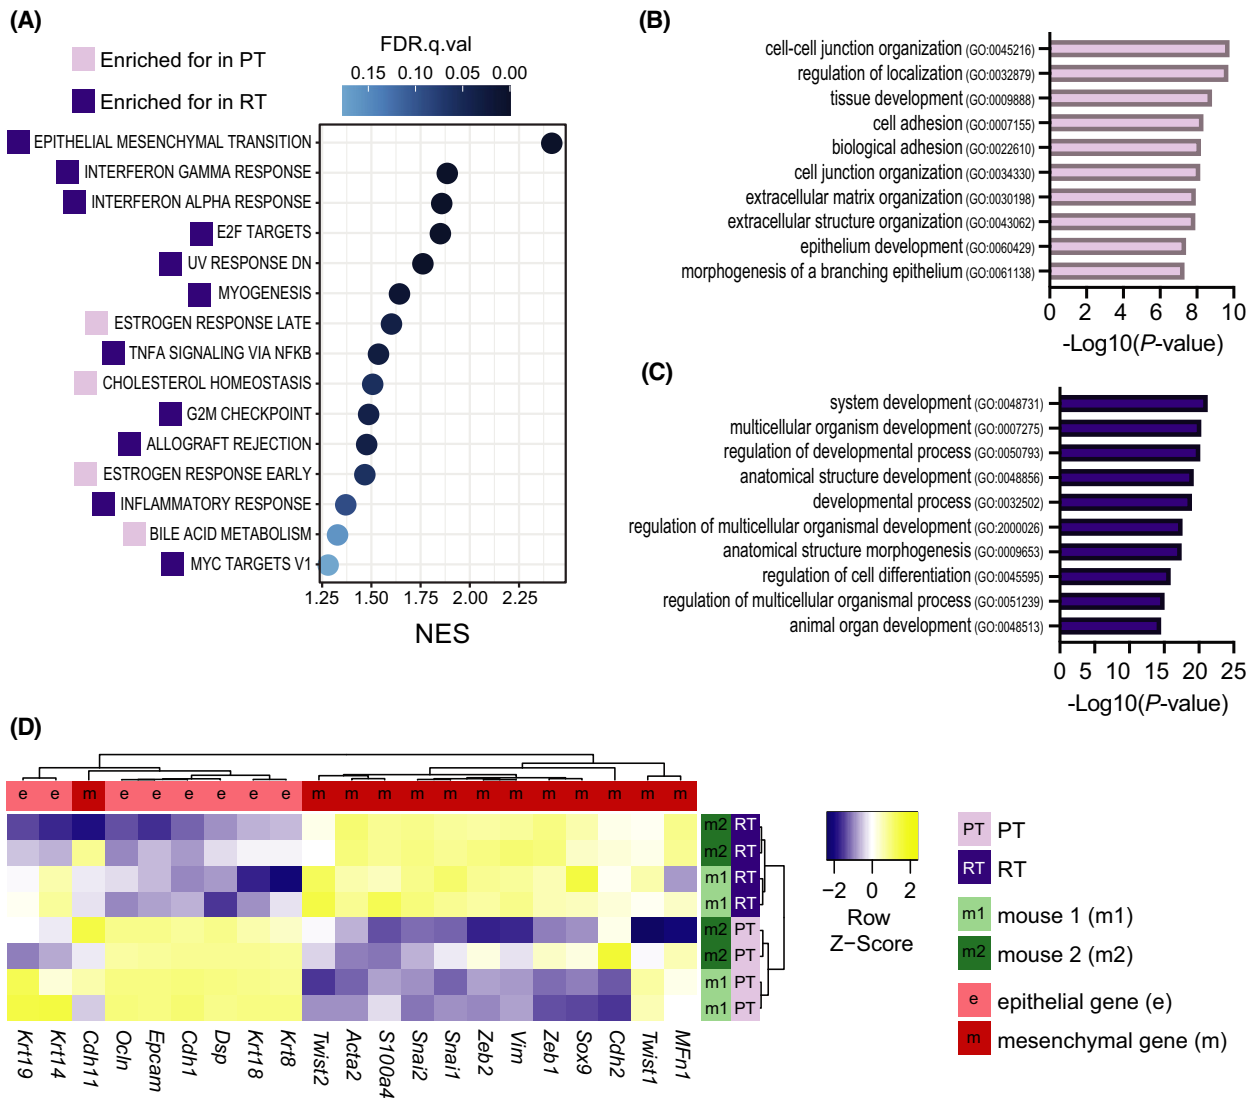 (A)
Enriched for in PT
Enriched for in RT
FDR.q.val
0.15 0.10 0.05 0.00
EPITHELIAL MESENCHYMAL TRANSITION
INTERFERON GAMMA RESPONSE
INTERFERON ALPHA RESPONSE
E2F TARGETS
UV RESPONSE DN
MYOGENESIS
ESTROGEN RESPONSE LATE
TNFA SIGNALING VIA NFKB
CHOLESTEROL HOMEOSTASIS
G2M CHECKPOINT
ALLOGRAFT REJECTION
ESTROGEN RESPONSE EARLY
INFLAMMATORY RESPONSE
BILE ACID METABOLISM
MYC TARGETS V1
1.25 1.50 1.75 2.00 2.25
NES
(B)
cell-cell junction organization (GO:0045216)
regulation of localization (GO:0032879)
tissue development (GO:0009888)
cell adhesion (GO:0007155)
biological adhesion (GO:0022610)
cell junction organization (GO:0034330)
extracellular matrix organization (GO:0030198)
extracellular structure organization (GO:0043062)
epithelium development (GO:0060429)
morphogenesis of a branching epithelium (GO:0061138)
0 2 4 6 8 10
-Log10(P-value)
(C)
system development (GO:0048731)
multicellular organism development (GO:0007275)
regulation of developmental process (GO:0050793)
anatomical structure development (GO:0048856)
developmental process (GO:0032502)
regulation of multicellular organismal development (GO:2000026)
anatomical structure morphogenesis (GO:0009653)
regulation of cell differentiation (GO:0045595)
regulation of multicellular organismal process (GO:0051239)
animal organ development (GO:0048513)
0 5 10 15 20 25
-Log10(P-value)
(D)
e e m e e e e e e m m m m m m m m m m m m
m2 RT
m2 RT
m1 RT
m1 RT
m2 PT
m2 PT
m1 PT
m1 PT
Krt19 Krt14 Cdh11 Ocln Epcam Cdh1 Dsp Krt18 Krt8 Twist2 Acta2 S100a4 Snai2 Snai1 Zeb2 Vim Zeb1 Sox9 Cdh2 Twist1 MFn1
−2 0 2
Row
Z−Score
PT PT
RT RT
m1 mouse 1 (m1)
m2 mouse 2 (m2)
e epithelial gene (e)
m mesenchymal gene (m)